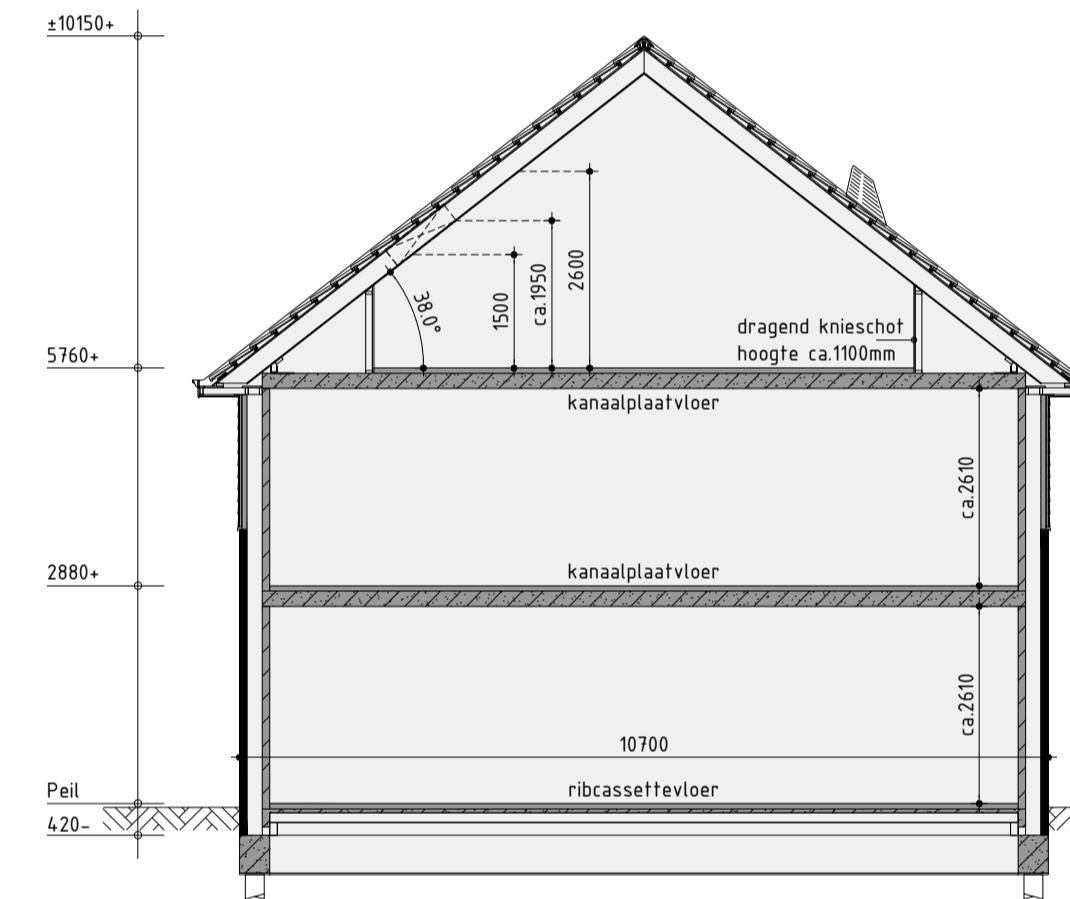 ±10150+
2600
ca.1950
1500
38.0°
dragend knieschot
hoogte ca.1100mm
5760+
kanaalplaatvloer
ca.2610
2880+
kanaalplaatvloer
ca.2610
10700
Peil
ribcassettevloer
420-